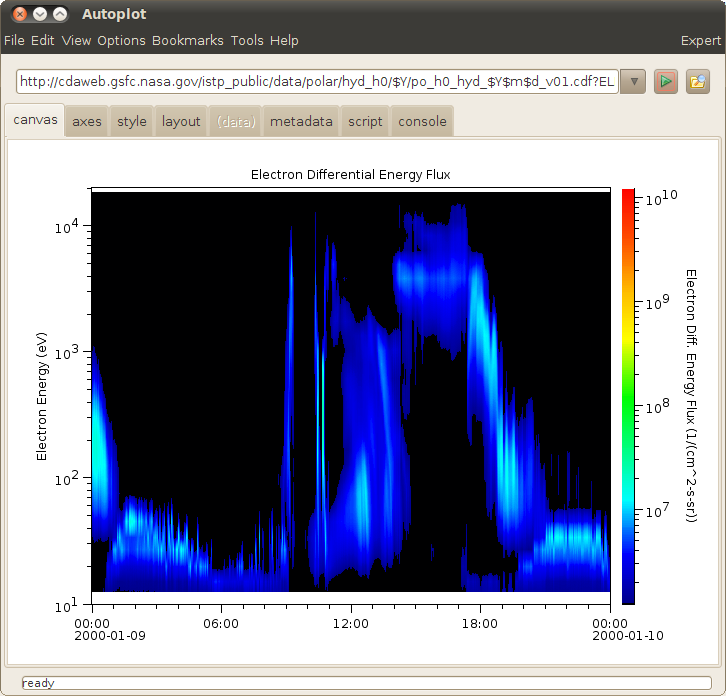 Autoplot
File Edit View Options Bookmarks Tools Help Expert
http://cdaweb.gsfc.nasa.gov/istp_public/data/polar/hyd_h0/$Y/po_h0_hyd_$Y$m$d_v01.cdf?EL
canvas axes style layout (data) metadata script console
Electron Differential Energy Flux
10^4
10^3
10^2
10^1
Electron Energy (eV)
00:00 06:00 12:00 18:00 00:00
2000-01-09 2000-01-10
10^10
10^9
10^8
10^7
Electron Diff. Energy Flux (1/(cm^2-s-sr))
ready